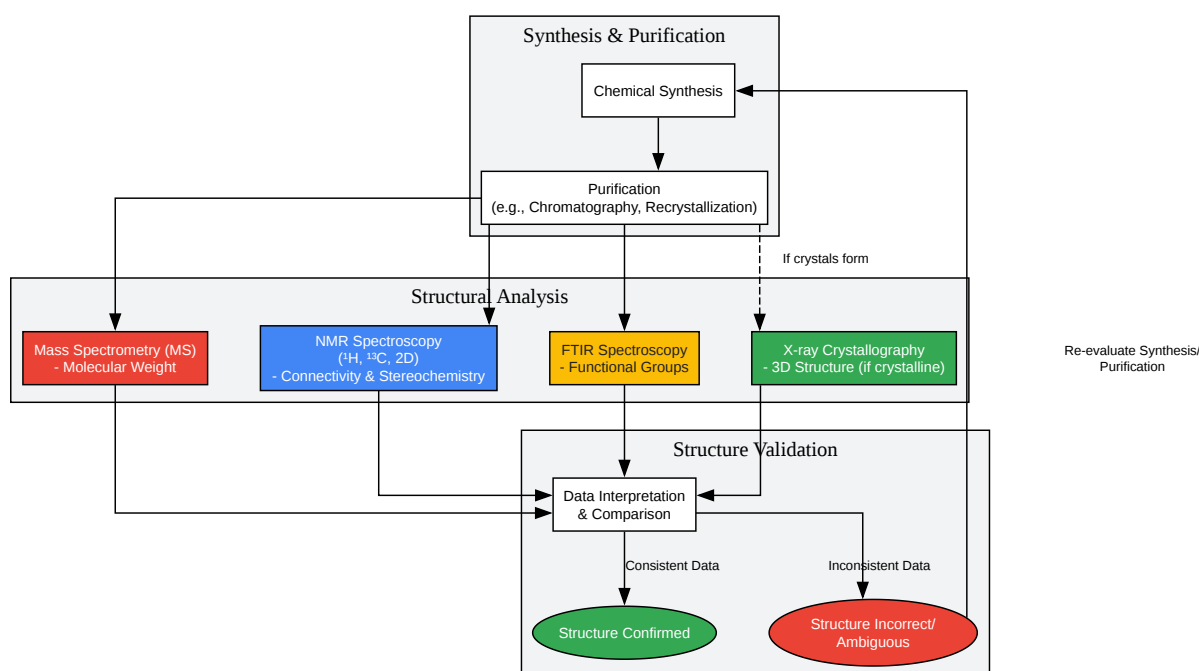 Synthesis & Purification
Chemical Synthesis
Purification
(e.g., Chromatography, Recrystallization)
If crystals form
Structural Analysis
Mass Spectrometry (MS)
- Molecular Weight
NMR Spectroscopy
(¹H, ¹³C, 2D)
- Connectivity & Stereochemistry
FTIR Spectroscopy
- Functional Groups
X-ray Crystallography
- 3D Structure (if crystalline)
Re-evaluate Synthesis/
Purification
Structure Validation
Data Interpretation
& Comparison
Consistent Data
Inconsistent Data
Structure Confirmed
Structure Incorrect/
Ambiguous